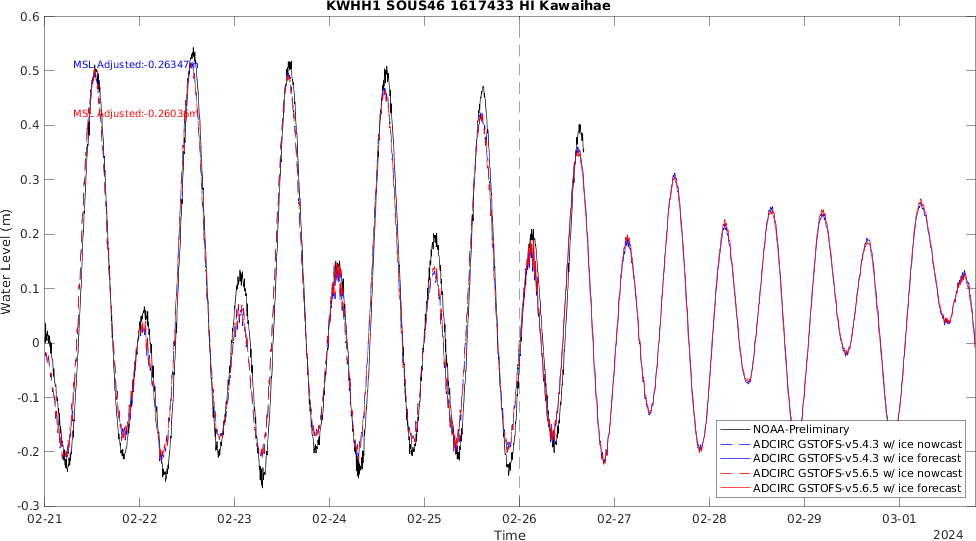 KWHH1 SOUS46 1617433 HI Kawaihae
0.6
0.5
0.4
0.3
0.2
0.1
0
-0.1
-0.2
-0.3
Water Level (m)
MSL Adjusted:-0.26347m
MSL Adjusted:-0.26036m
NOAA-Preliminary
ADCIRC GSTOFS-v5.4.3 w/ ice nowcast
ADCIRC GSTOFS-v5.4.3 w/ ice forecast
ADCIRC GSTOFS-v5.6.5 w/ ice nowcast
ADCIRC GSTOFS-v5.6.5 w/ ice forecast
02-21 02-22 02-23 02-24 02-25 02-26 02-27 02-28 02-29 03-01
Time
2024